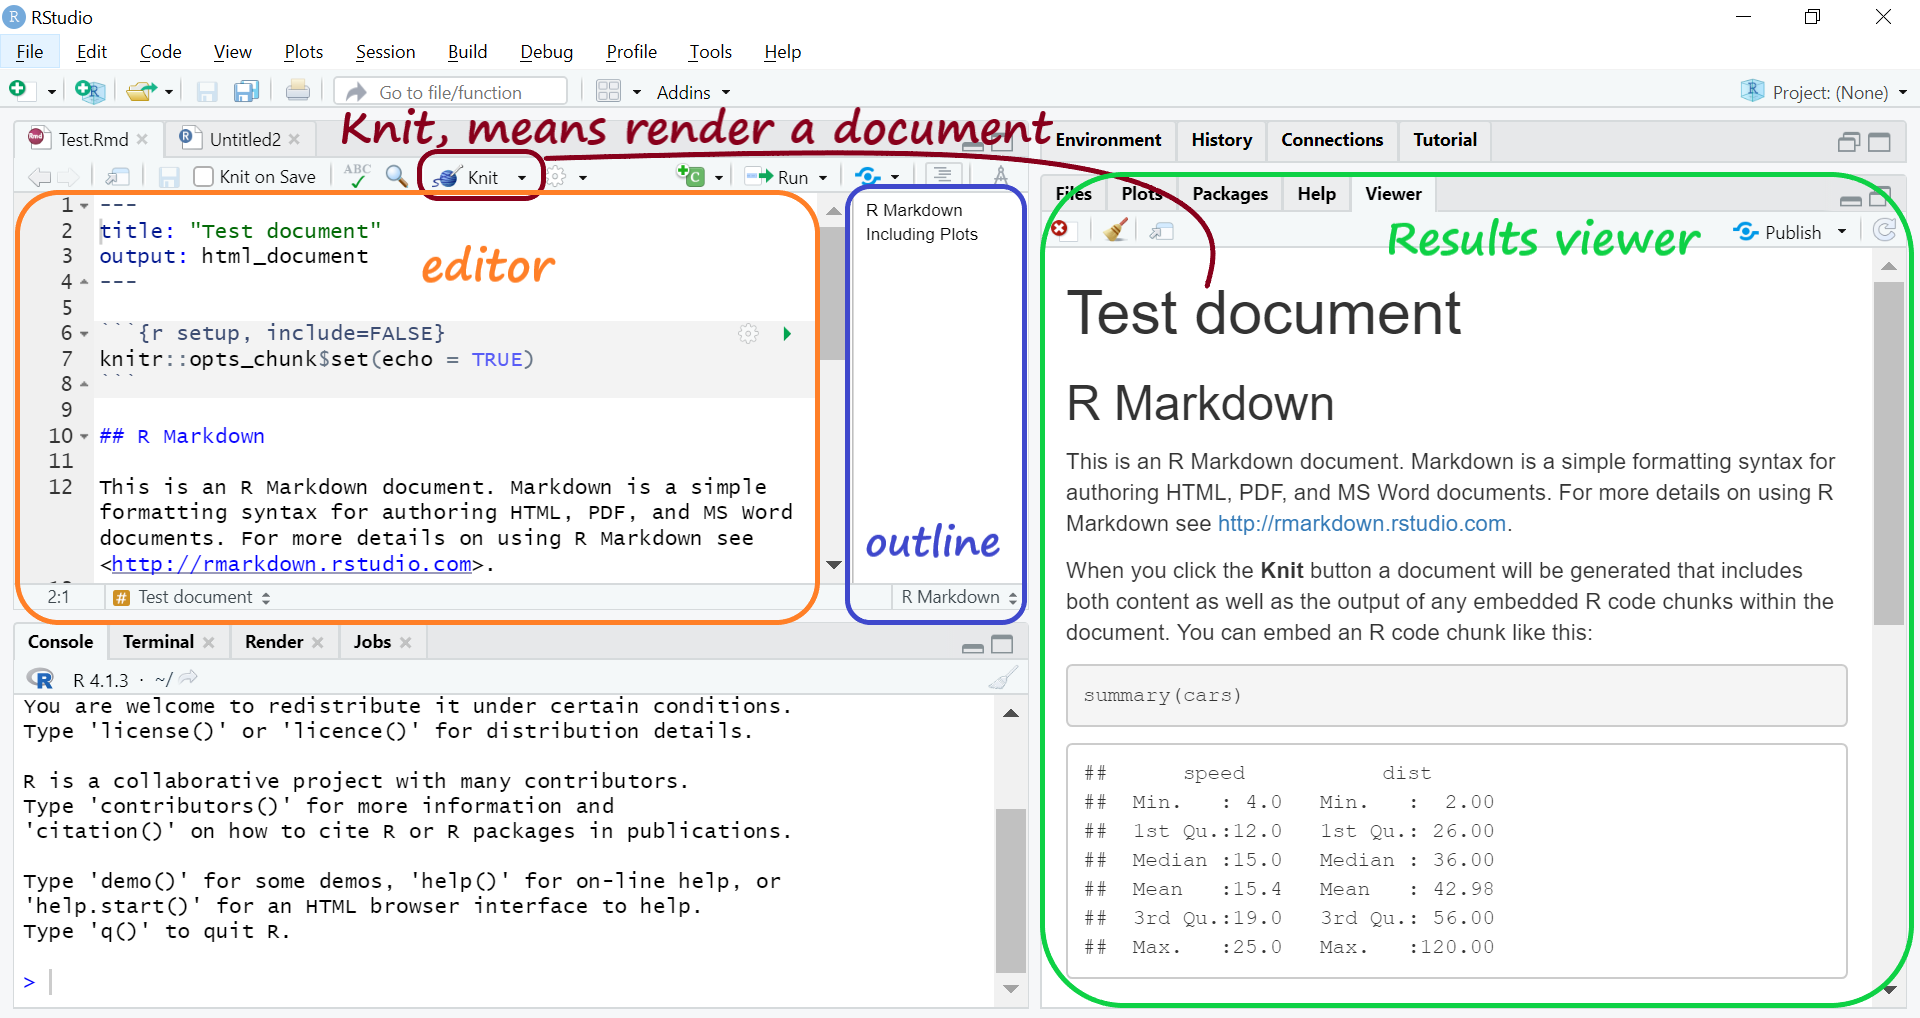 RStudio
File Edit Code View Plots Session Build Debug Profile Tools Help
Go to file/function Addins Project: (None)
Test.Rmd Untitled2
Knit, means render a document
Knit on Save ABC Knit Run
1 ---
2 title: "Test document"
3 output: html_document
4 ---
5
6 ```{r setup, include=FALSE}
7 knitr::opts_chunk$set(echo = TRUE)
8 ```
9
10 ## R Markdown
11
12 This is an R Markdown document. Markdown is a simple
formatting syntax for authoring HTML, PDF, and MS Word
documents. For more details on using R Markdown see
<http://rmarkdown.rstudio.com>.
editor
2:1 # Test document R Markdown
R Markdown
Including Plots
outline
Console Terminal Render Jobs
R 4.1.3 · ~/
You are welcome to redistribute it under certain conditions.
Type 'license()' or 'licence()' for distribution details.
R is a collaborative project with many contributors.
Type 'contributors()' for more information and
'citation()' on how to cite R or R packages in publications.
Type 'demo()' for some demos, 'help()' for on-line help, or
'help.start()' for an HTML browser interface to help.
Type 'q()' to quit R.
>
Environment History Connections Tutorial
Files Plots Packages Help Viewer
Results viewer
Publish
Test document
R Markdown
This is an R Markdown document. Markdown is a simple formatting syntax for
authoring HTML, PDF, and MS Word documents. For more details on using R
Markdown see http://rmarkdown.rstudio.com.
When you click the Knit button a document will be generated that includes
both content as well as the output of any embedded R code chunks within the
document. You can embed an R code chunk like this:
summary(cars)
## speed dist
## Min. : 4.0 Min. : 2.00
## 1st Qu.:12.0 1st Qu.: 26.00
## Median :15.0 Median : 36.00
## Mean :15.4 Mean : 42.98
## 3rd Qu.:19.0 3rd Qu.: 56.00
## Max. :25.0 Max. :120.00